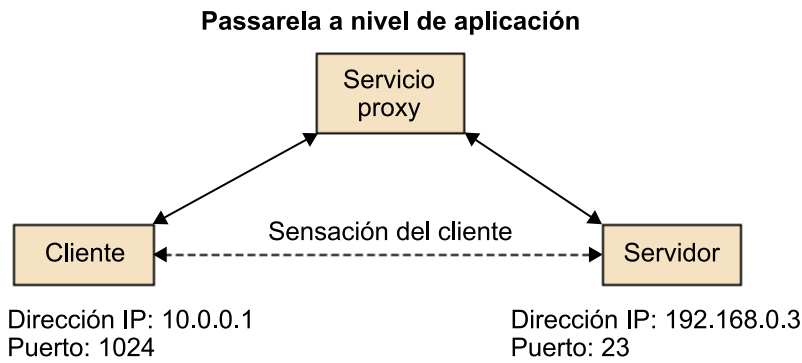 Passarela a nivel de aplicación
Servicio
proxy
Sensación del cliente
Cliente
Servidor
Dirección IP: 10.0.0.1
Puerto: 1024
Dirección IP: 192.168.0.3
Puerto: 23